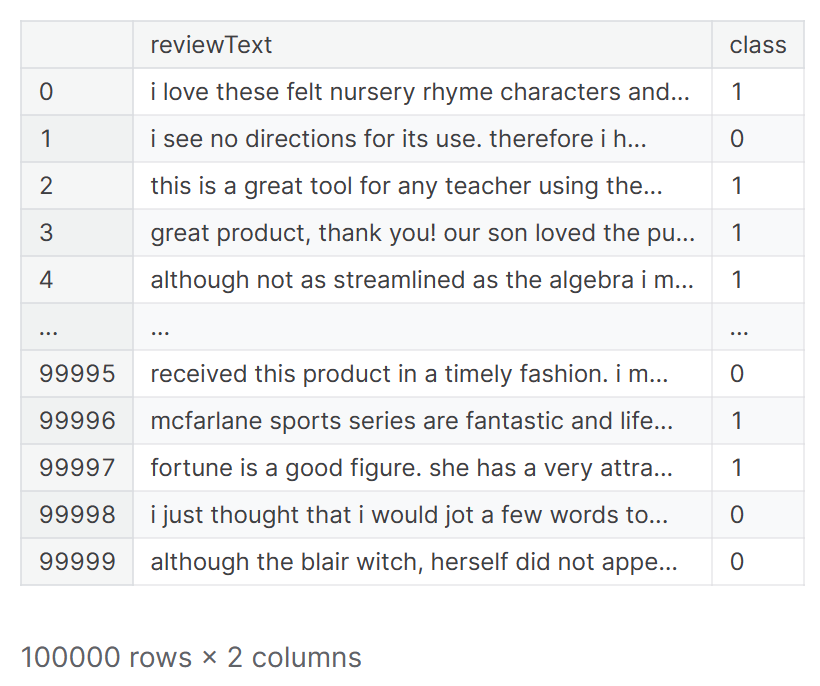 reviewText class
0 i love these felt nursery rhyme characters and... 1
1 i see no directions for its use. therefore i h... 0
2 this is a great tool for any teacher using the... 1
3 great product, thank you! our son loved the pu... 1
4 although not as streamlined as the algebra i m... 1
... ... ...
99995 received this product in a timely fashion. i m... 0
99996 mcfarlane sports series are fantastic and life... 1
99997 fortune is a good figure. she has a very attra... 1
99998 i just thought that i would jot a few words to... 0
99999 although the blair witch, herself did not appe... 0
100000 rows × 2 columns